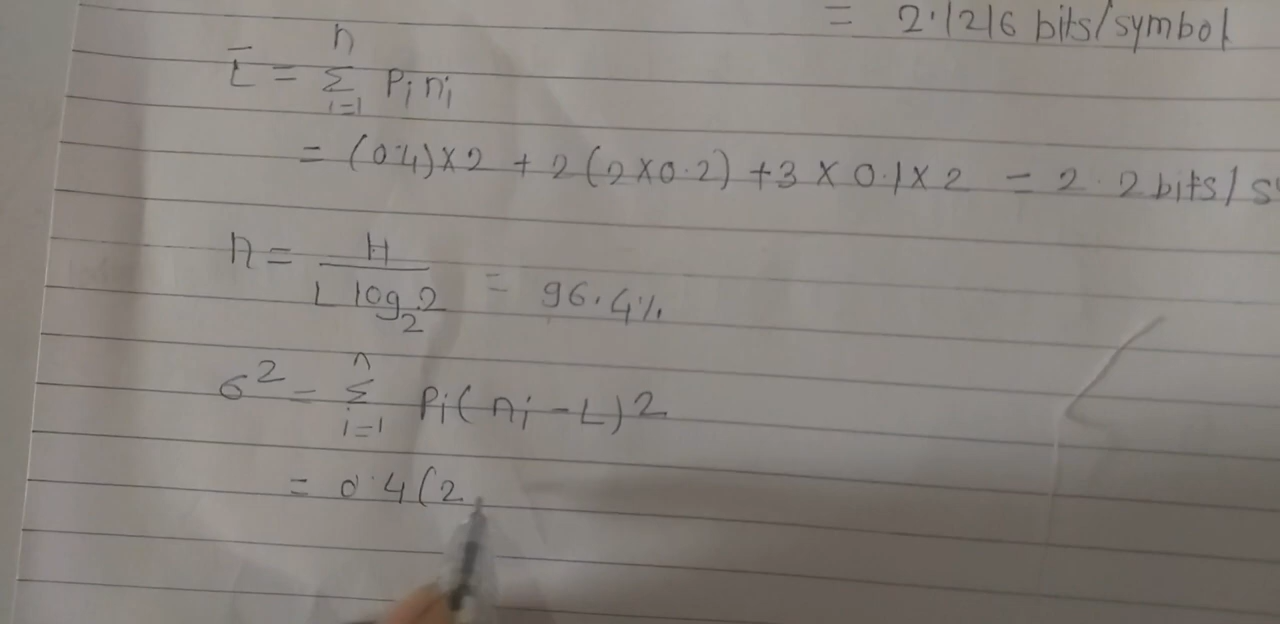 = 2.1216 bits/symbol
L̄ = Σ_{i=1}^{n} Pi ni
= (0.4)×2 + 2(2×0.2) +3 × 0.1×2 = 2.2 bits/sy
η = H / L log₂2 = 96.4%
σ² = Σ_{i=1}^{n} Pi(ni - L)²
= 0.4(2